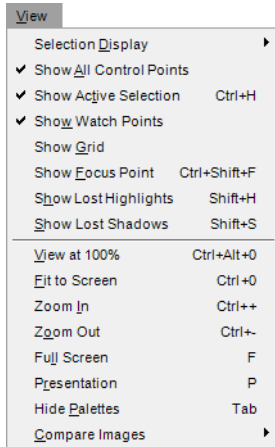 View
Selection Display
Show All Control Points
Show Active Selection Ctrl+H
Show Watch Points
Show Grid
Show Focus Point Ctrl+Shift+F
Show Lost Highlights Shift+H
Show Lost Shadows Shift+S
View at 100% Ctrl+Alt+0
Fit to Screen Ctrl+0
Zoom In Ctrl++
Zoom Out Ctrl+-
Full Screen F
Presentation P
Hide Palettes Tab
Compare Images